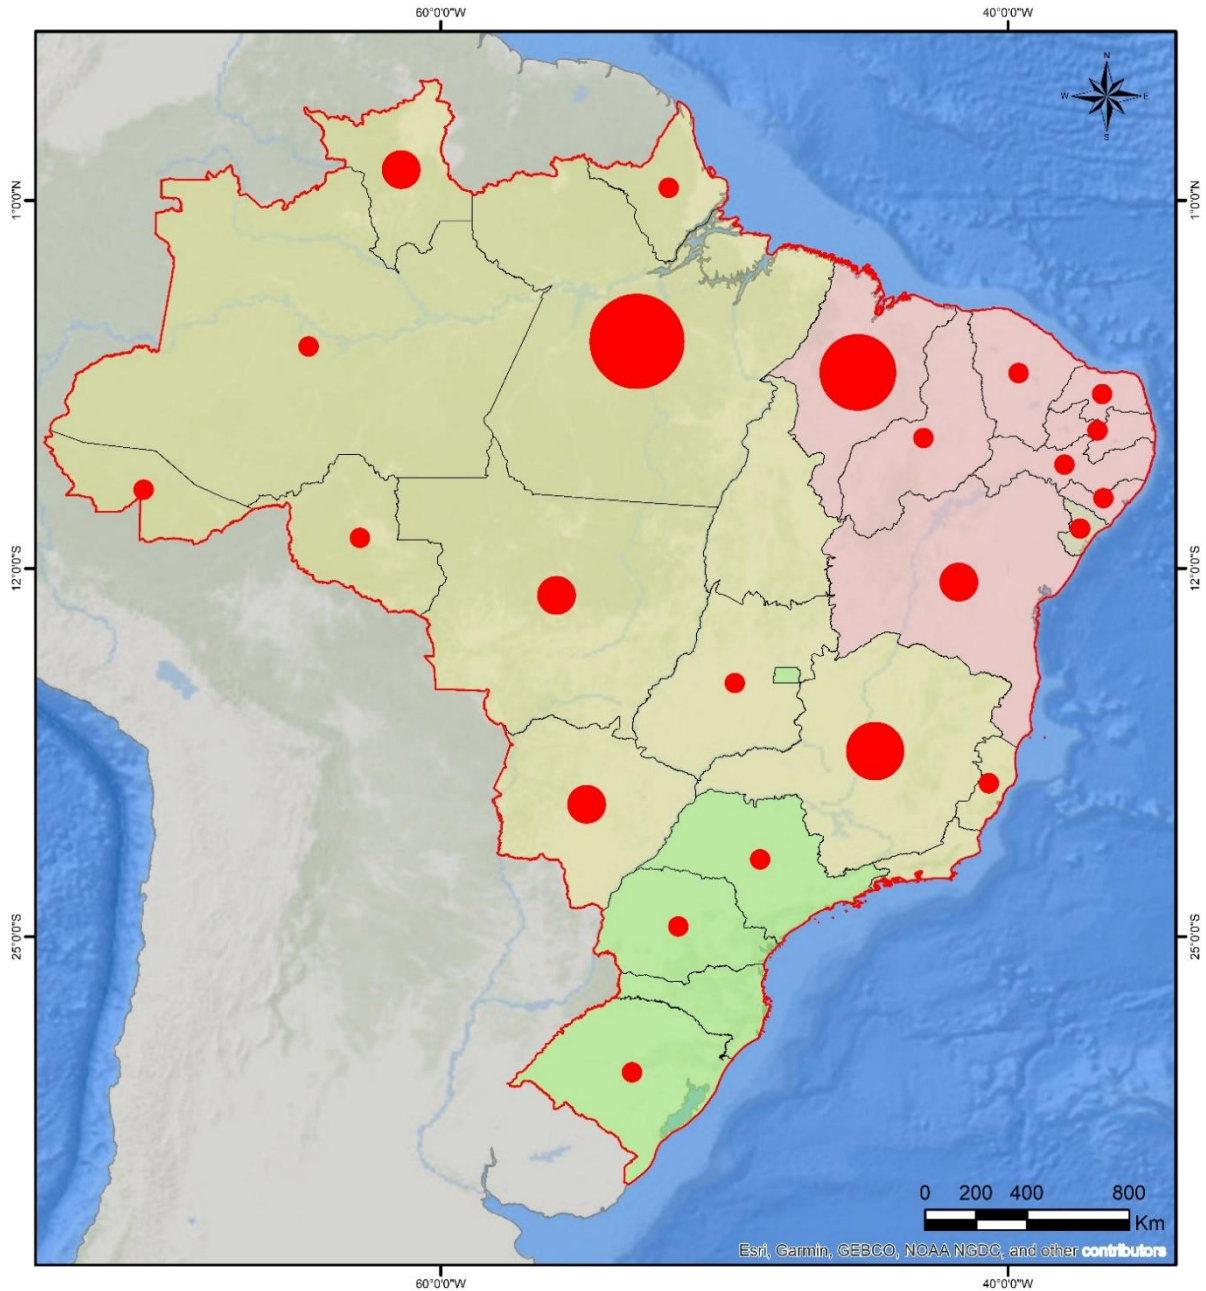 60°0'0"W 40°0'0"W
N
W E
S
1°0'0"N 1°0'0"N
12°0'0"S 12°0'0"S
25°0'0"S 25°0'0"S
0 200 400 800
Km
Esri, Garmin, GEBCO, NOAA NGDC, and other contributors
60°0'0"W 40°0'0"W